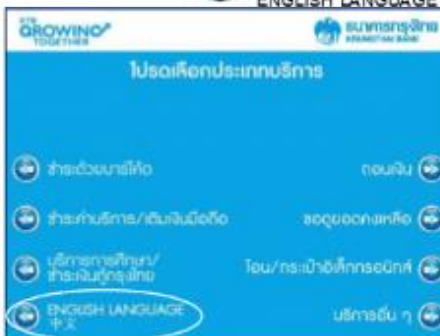 ENGLISH LANGUAGE
KTB
GROWING
TOGETHER
ธนาคารกรุงไทย
KRUNGTHAI BANK
โปรดเลือกประเภทบริการ
ชำระด้วยบาร์โค้ด
ถอนเงิน
ชำระค่าบริการ/เติมเงินมือถือ
ขอดูยอดคงเหลือ
บริการการศึกษา/
ชำระเงินกู้กรุงไทย
โอน/กระเป๋าอิเล็กทรอนิกส์
ENGLISH LANGUAGE
中文
บริการอื่น ๆ